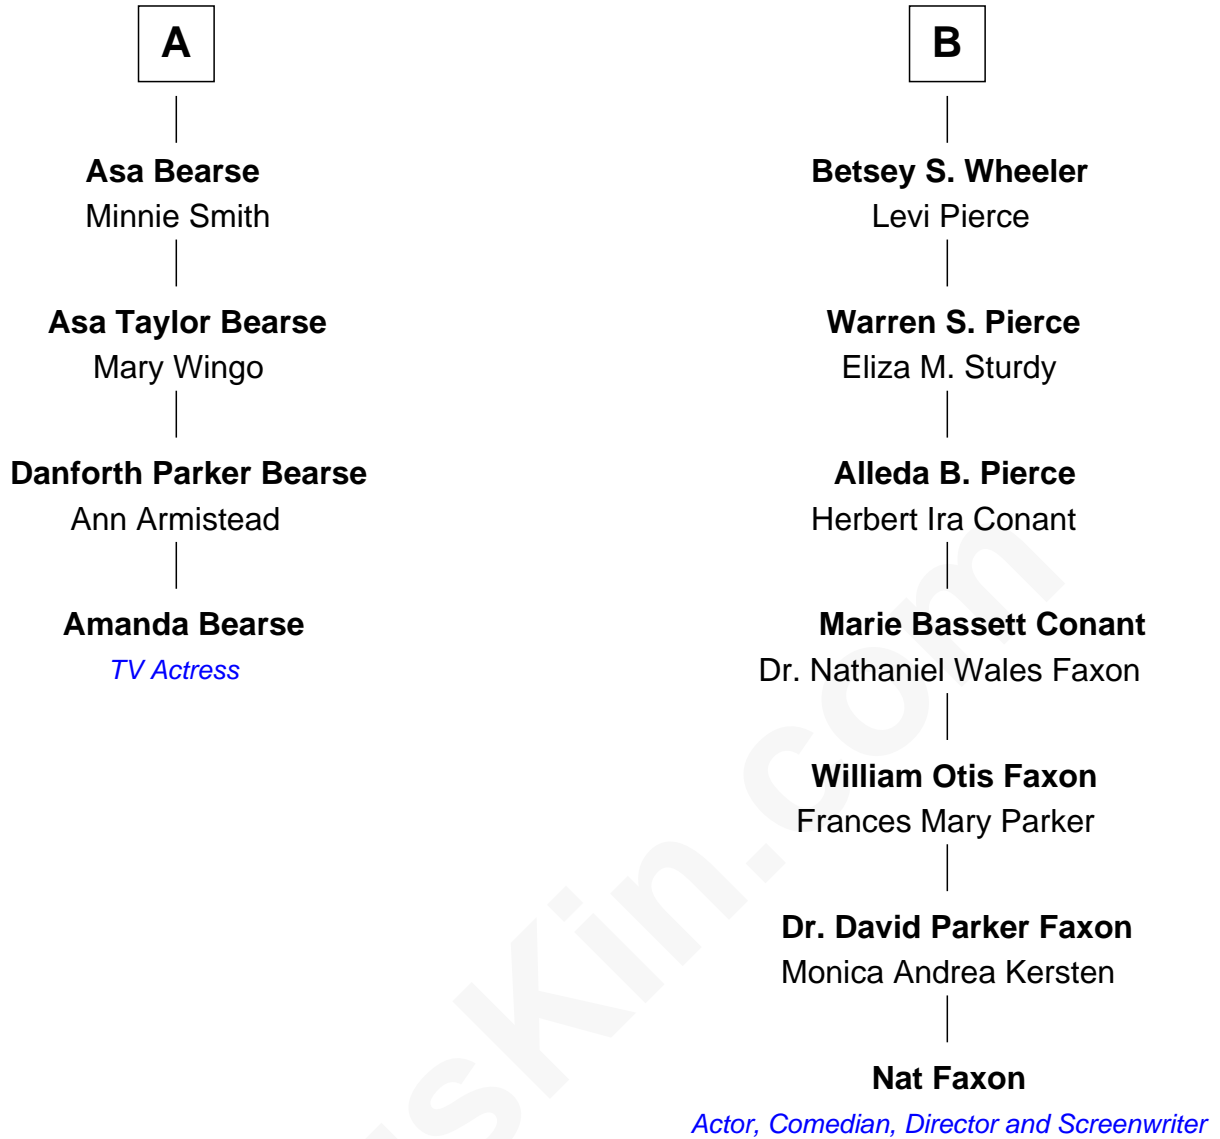 A
Asa Bearse
Minnie Smith
Asa Taylor Bearse
Mary Wingo
Danforth Parker Bearse
Ann Armistead
Amanda Bearse
TV Actress
B
Betsey S. Wheeler
Levi Pierce
Warren S. Pierce
Eliza M. Sturdy
Alleda B. Pierce
Herbert Ira Conant
Marie Bassett Conant
Dr. Nathaniel Wales Faxon
William Otis Faxon
Frances Mary Parker
Dr. David Parker Faxon
Monica Andrea Kersten
Nat Faxon
Actor, Comedian, Director and Screenwriter
usKin.com